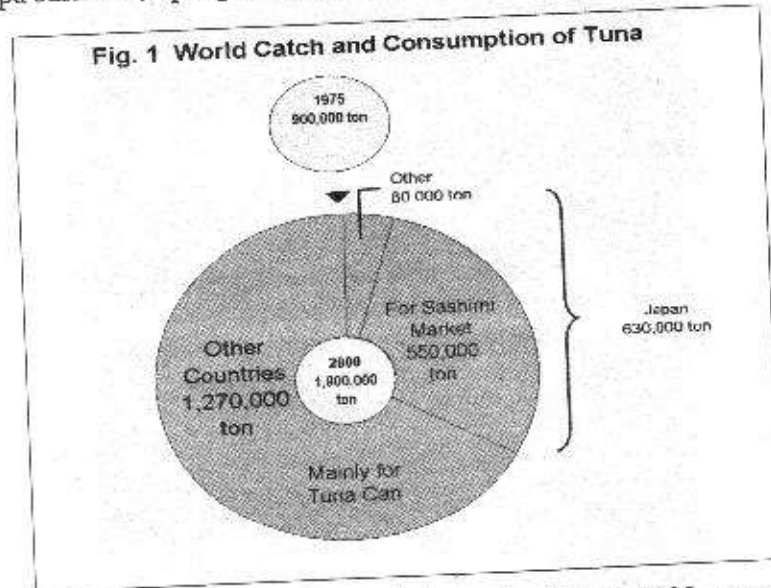 Fig. 1 World Catch and Consumption of Tuna
1975
900,000 ton
Other
80 000 ton
For Sashimi
Market
550,000
ton
Japan
630,000 ton
Other
Countries
1,270,000
ton
2000
1,800,000
ton
Mainly for
Tuna Can